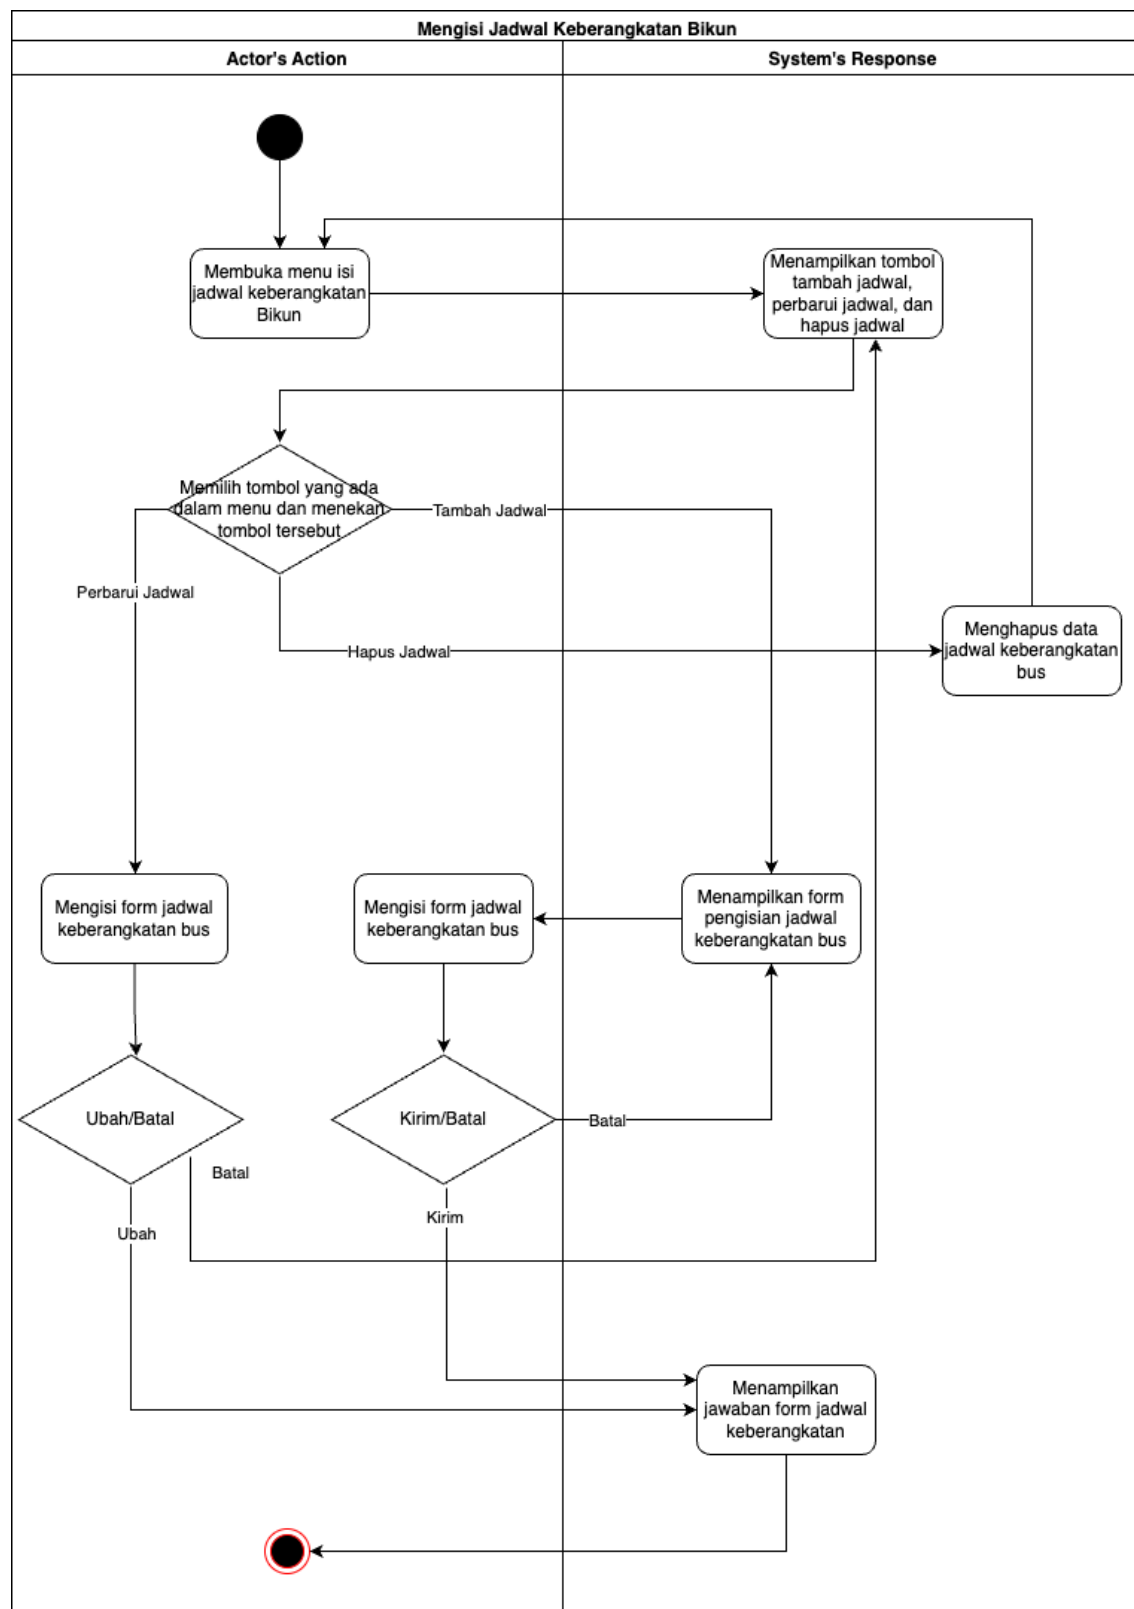 Mengisi Jadwal Keberangkatan Bikun
Actor's Action
System's Response
Membuka menu isi
jadwal keberangkatan
Bikun
Menampilkan tombol
tambah jadwal,
perbarui jadwal, dan
hapus jadwal
Memilih tombol yang ada
dalam menu dan menekan
tombol tersebut
Tambah Jadwal
Perbarui Jadwal
Hapus Jadwal
Menghapus data
jadwal keberangkatan
bus
Mengisi form jadwal
keberangkatan bus
Mengisi form jadwal
keberangkatan bus
Menampilkan form
pengisian jadwal
keberangkatan bus
Ubah/Batal
Kirim/Batal
Batal
Batal
Kirim
Ubah
Menampilkan
jawaban form jadwal
keberangkatan